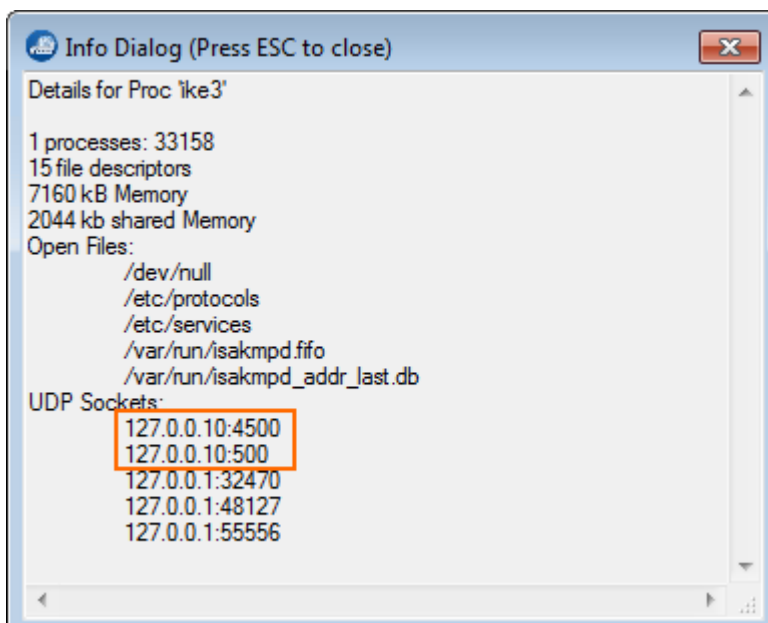 Info Dialog (Press ESC to close)
Details for Proc 'ike3'
1 processes: 33158
15 file descriptors
7160 kB Memory
2044 kb shared Memory
Open Files:
/dev/null
/etc/protocols
/etc/services
/var/run/isakmpd.fifo
/var/run/isakmpd_addr_last.db
UDP Sockets:
127.0.0.10:4500
127.0.0.10:500
127.0.0.1:32470
127.0.0.1:48127
127.0.0.1:55556